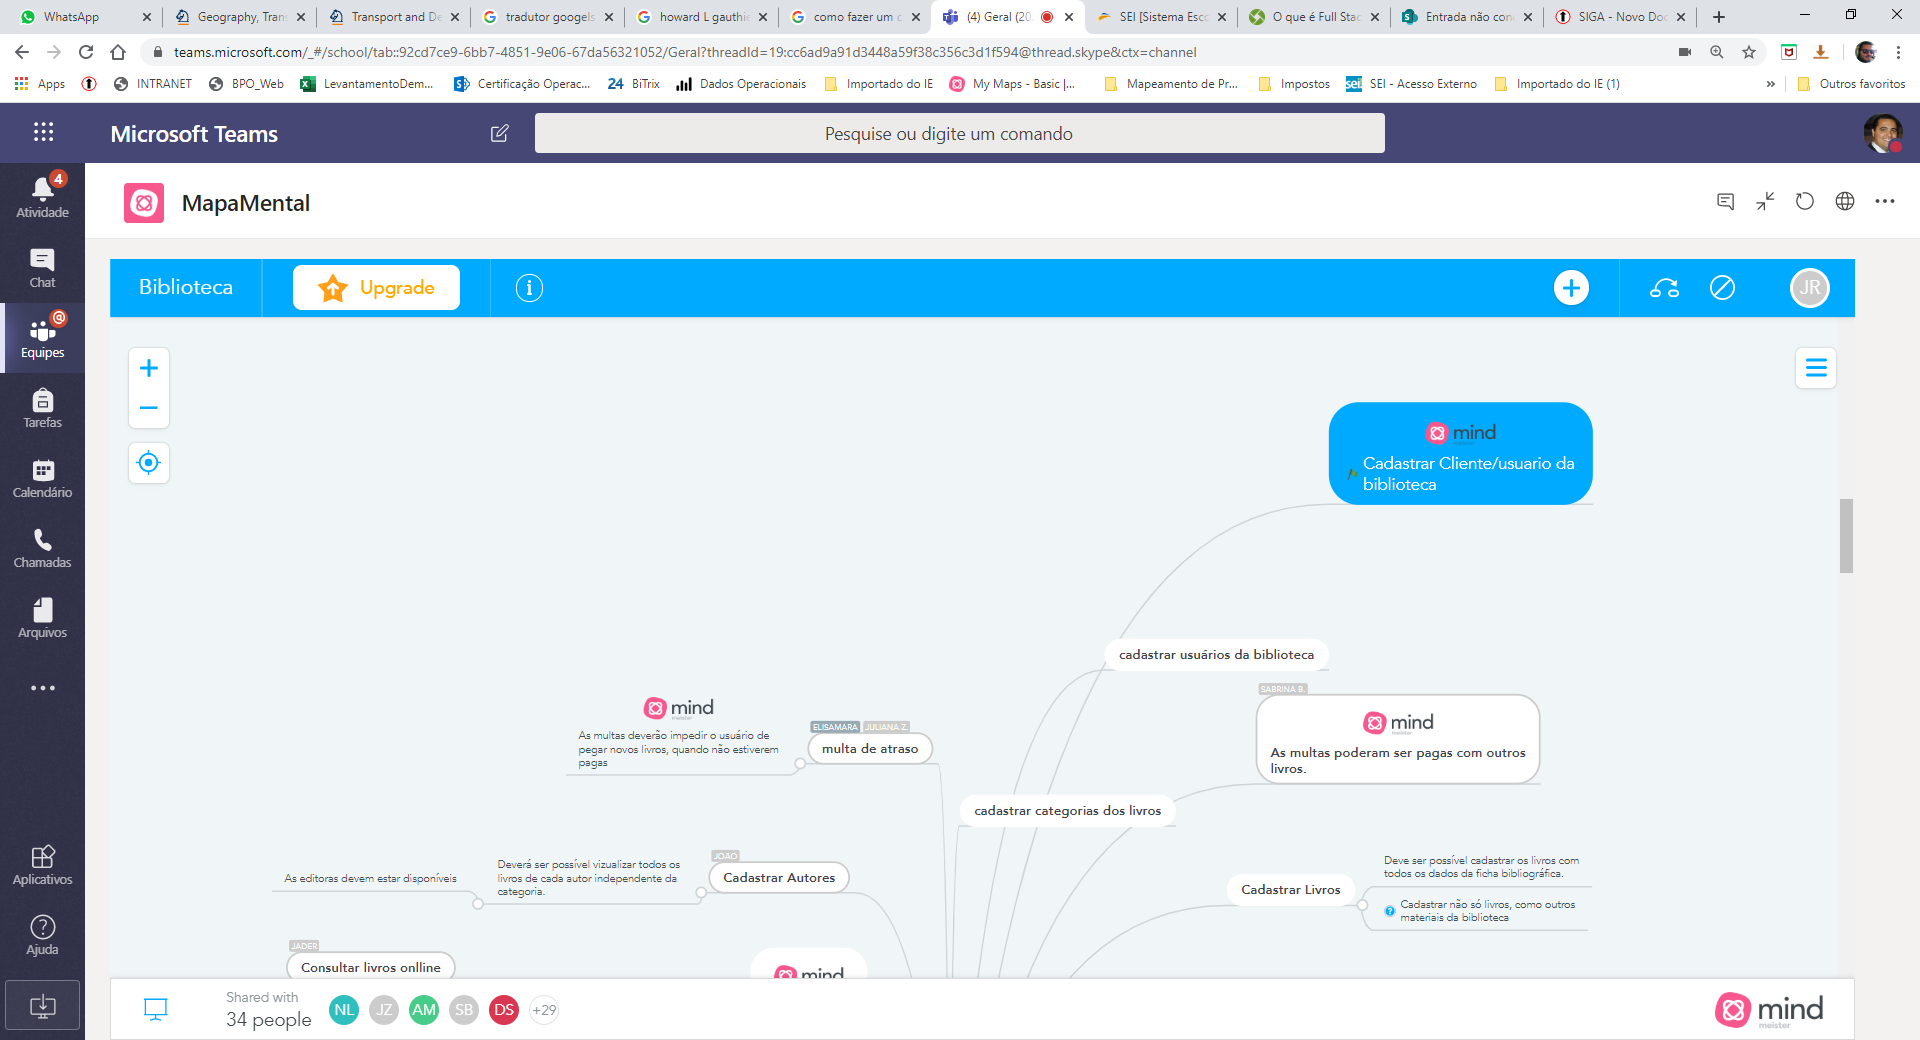 WhatsApp
Geography, Tran
Transport and De
tradutor googels
howard L gauthie
como fazer um c
(4) Geral (20
SEI [Sistema Esco
O que é Full Stac
Entrada não con
SIGA - Novo Doc
teams.microsoft.com/_#/school/tab::92cd7ce9-6bb7-4851-9e06-67da56321052/Geral?threadId=19:cc6ad9a91d3448a59f38c356c3d1f594@thread.skype&ctx=channel
Apps
INTRANET
BPO_Web
LevantamentoDem...
Certificação Operac...
24
BiTrix
Dados Operacionais
Importado do IE
My Maps - Basic |...
Mapeamento de Pr...
Impostos
sei
SEI - Acesso Externo
Importado do IE (1)
»
Outros favoritos
Microsoft Teams
Pesquise ou digite um comando
4
Atividade
Chat
@
Equipes
Tarefas
Calendário
Chamadas
Arquivos
Aplicativos
Ajuda
MapaMental
Biblioteca
Upgrade
JR
mind
meister
Cadastrar Cliente/usuario da
biblioteca
cadastrar usuários da biblioteca
SABRINA B.
mind
meister
As multas poderam ser pagas com outros
livros.
mind
meister
As multas deverão impedir o usuário de
pegar novos livros, quando não estiverem
pagas
ELISAMARA
JULIANA Z.
multa de atraso
cadastrar categorias dos livros
As editoras devem estar disponíveis
Deverá ser possível vizualizar todos os
livros de cada autor independente da
categoria.
JOAO
Cadastrar Autores
Cadastrar Livros
Deve ser possível cadastrar os livros com
todos os dados da ficha bibliográfica.
Cadastrar não só livros, como outros
materiais da biblioteca
JADER
Consultar livros onlline
mind
Shared with
34 people
NL
JZ
AM
SB
DS
+29
mind
meister